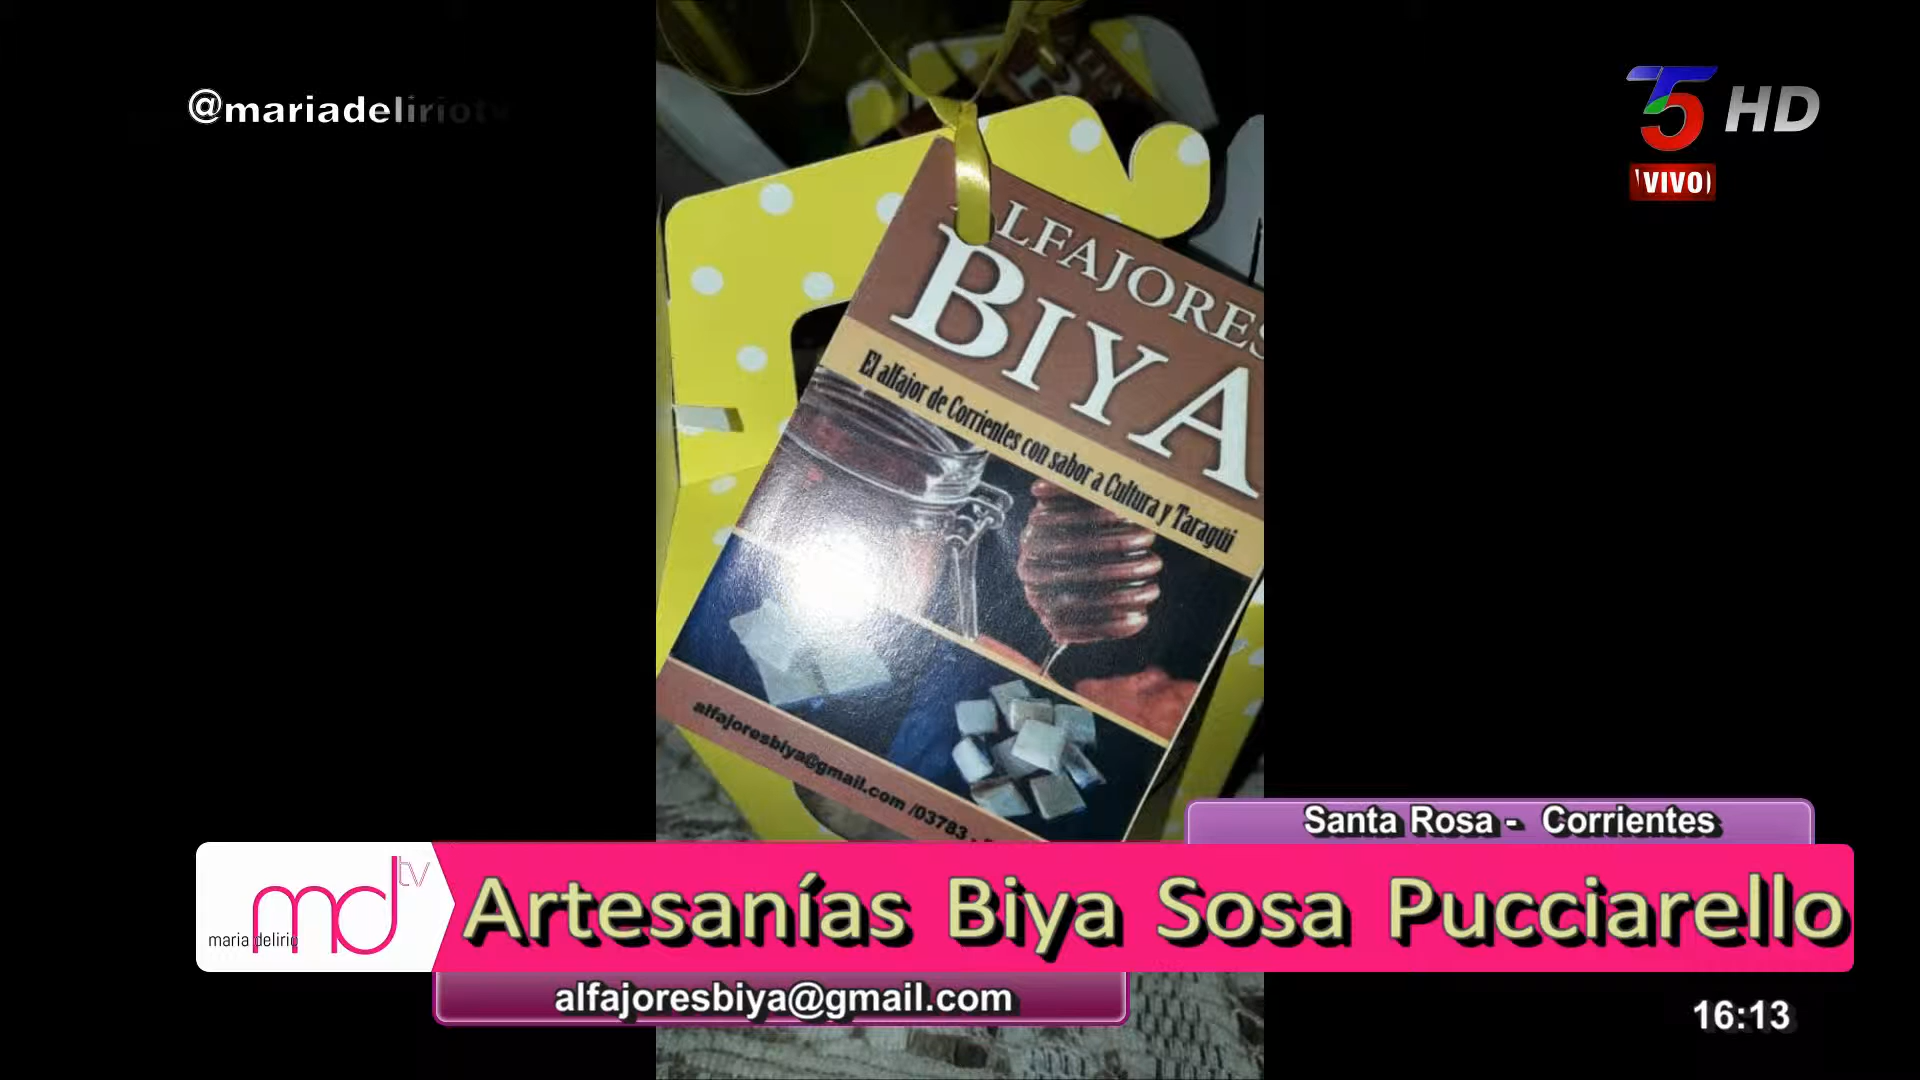 @mariadelirio
T5 HD
VIVO
ALFAJORES
BIYA
El alfajor de Corrientes con sabor a Cultura y Taragüi
alfajoresbiya@gmail.com /03783 -
Santa Rosa - Corrientes
md tv
maria delirio
Artesanías Biya Sosa Pucciarello
alfajoresbiya@gmail.com
16:13